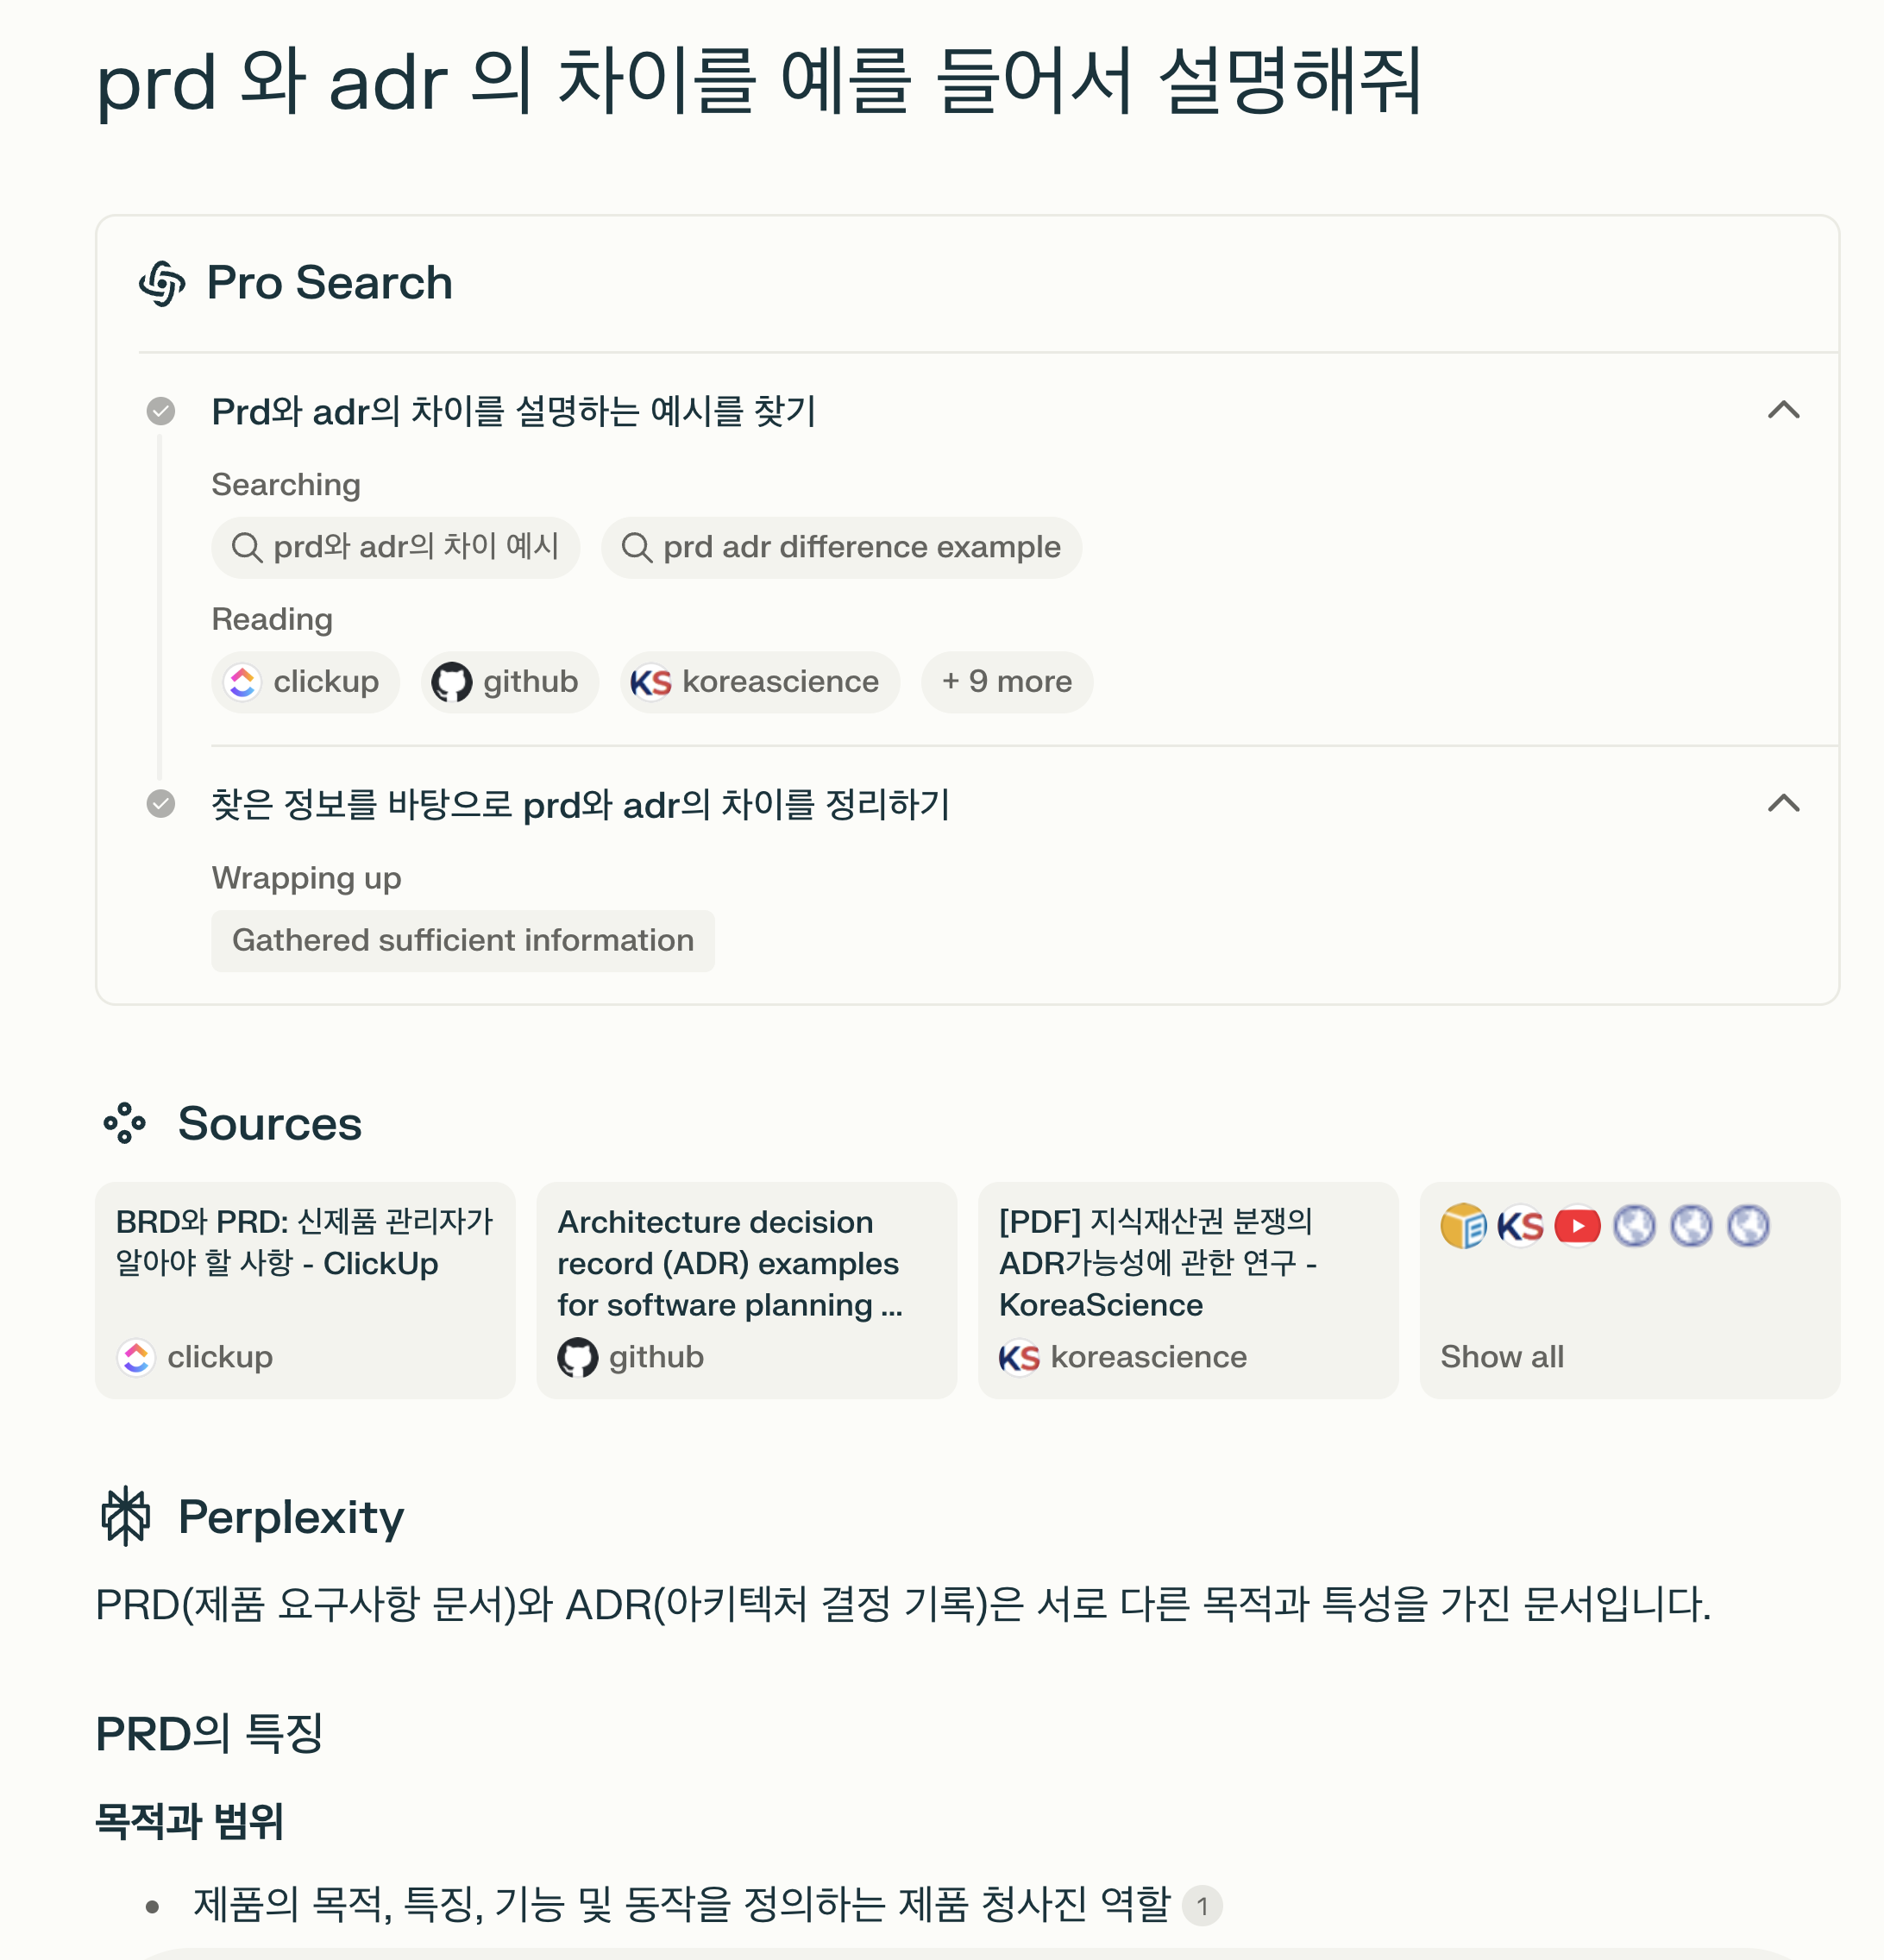 prd 와 adr 의 차이를 예를 들어서 설명해줘
Pro Search
Prd와 adr의 차이를 설명하는 예시를 찾기
Searching
prd와 adr의 차이 예시
prd adr difference example
Reading
clickup
github
KS koreascience
+ 9 more
찾은 정보를 바탕으로 prd와 adr의 차이를 정리하기
Wrapping up
Gathered sufficient information
Sources
BRD와 PRD: 신제품 관리자가
알아야 할 사항 - ClickUp
clickup
Architecture decision
record (ADR) examples
for software planning ...
github
[PDF] 지식재산권 분쟁의
ADR가능성에 관한 연구 -
KoreaScience
KS koreascience
KS
Show all
Perplexity
PRD(제품 요구사항 문서)와 ADR(아키텍처 결정 기록)은 서로 다른 목적과 특성을 가진 문서입니다.
PRD의 특징
목적과 범위
• 제품의 목적, 특징, 기능 및 동작을 정의하는 제품 청사진 역할 1